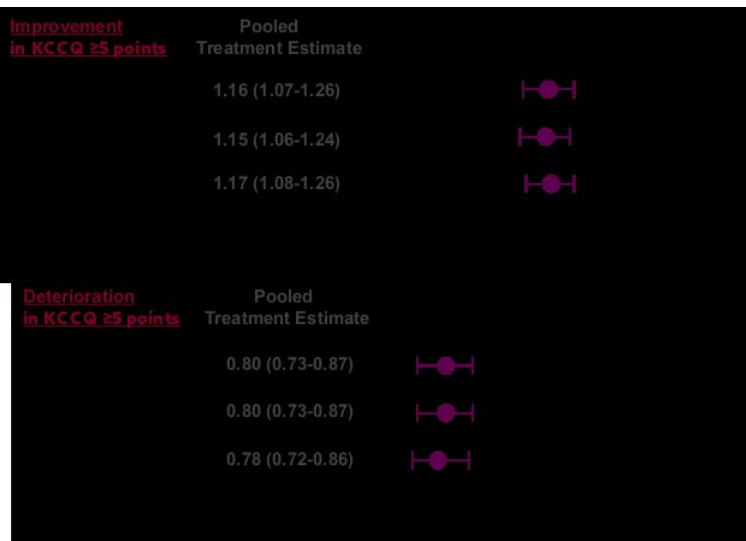 Improvement Pooled
in KCCQ ≥5 points Treatment Estimate
1.16 (1.07-1.26)
1.15 (1.06-1.24)
1.17 (1.08-1.26)
Deterioration Pooled
in KCCQ ≥5 points Treatment Estimate
0.80 (0.73-0.87)
0.80 (0.73-0.87)
0.78 (0.72-0.86)